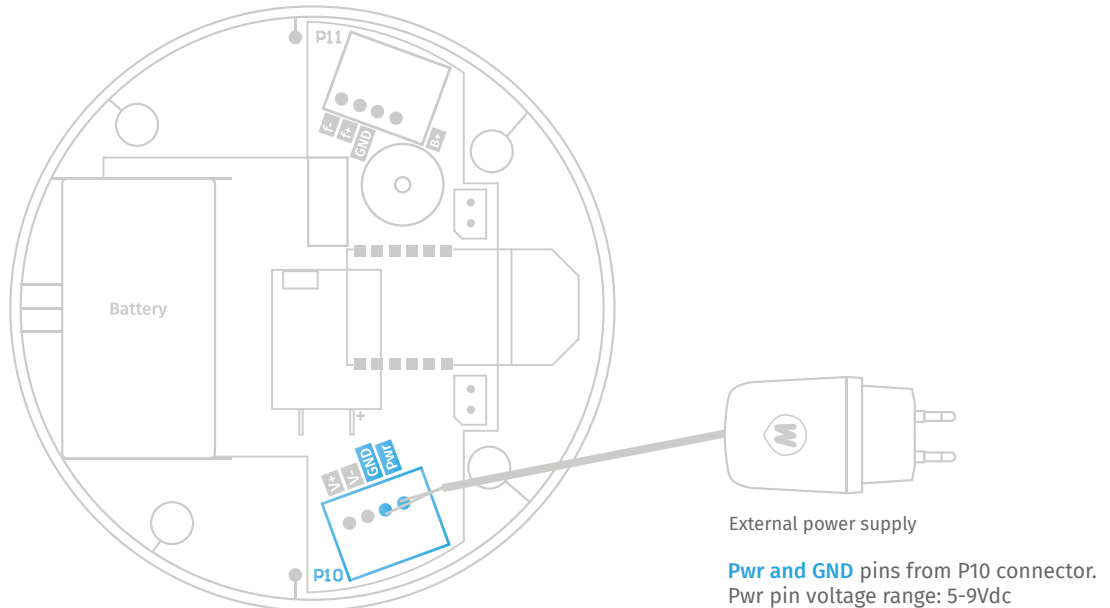 P11
f-
f+
GND
B+
Battery
+
V+
V-
GND
Pwr
P10
External power supply
Pwr and GND pins from P10 connector.
Pwr pin voltage range: 5-9Vdc